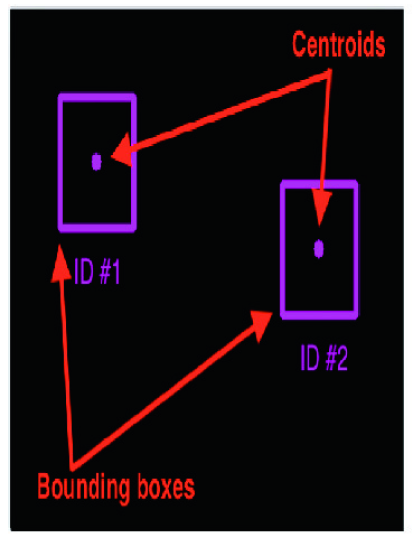 Centroids
ID #1
ID #2
Bounding boxes